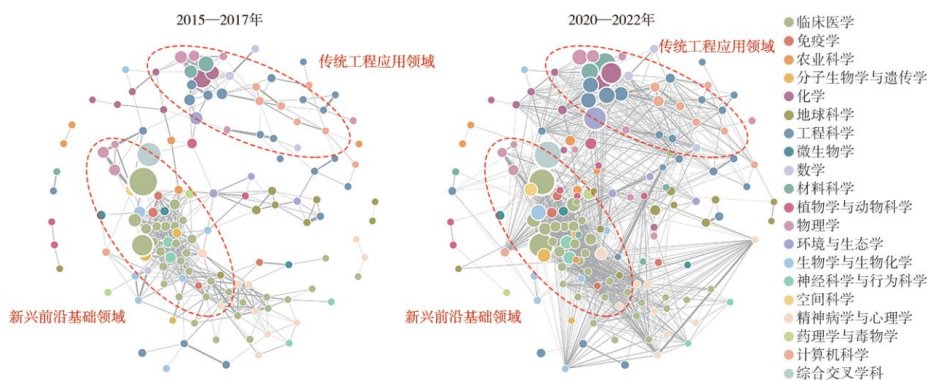 2015—2017年
2020—2022年
传统工程应用领域
传统工程应用领域
新兴前沿基础领域
新兴前沿基础领域
临床医学
免疫学
农业科学
分子生物学与遗传学
化学
地球科学
工程科学
微生物学
数学
材料科学
植物学与动物科学
物理学
环境与生态学
生物学与生物化学
神经科学与行为科学
空间科学
精神病学与心理学
药理学与毒物学
计算机科学
综合交叉学科